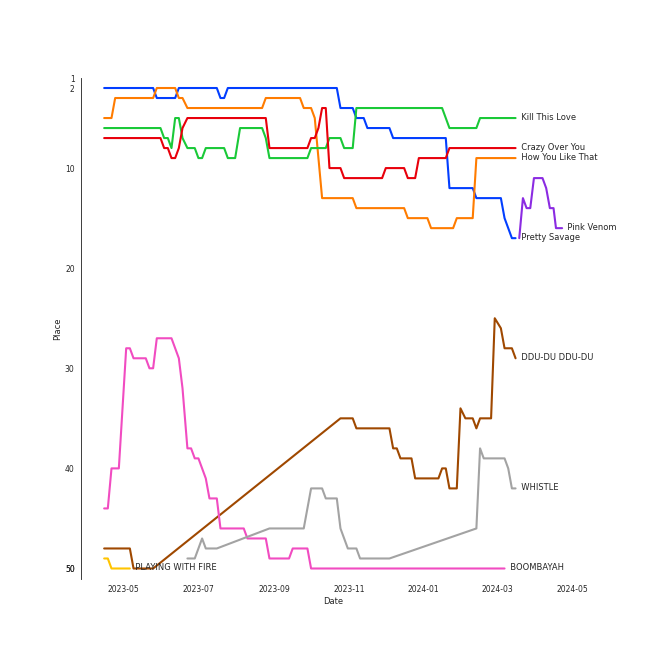 1
2
10
20
30
40
50
Place
Kill This Love
Crazy Over You
How You Like That
Pink Venom
Pretty Savage
DDU-DU DDU-DU
WHISTLE
PLAYING WITH FIRE
BOOMBAYAH
2023-05 2023-07 2023-09 2023-11 2024-01 2024-03 2024-05
Date